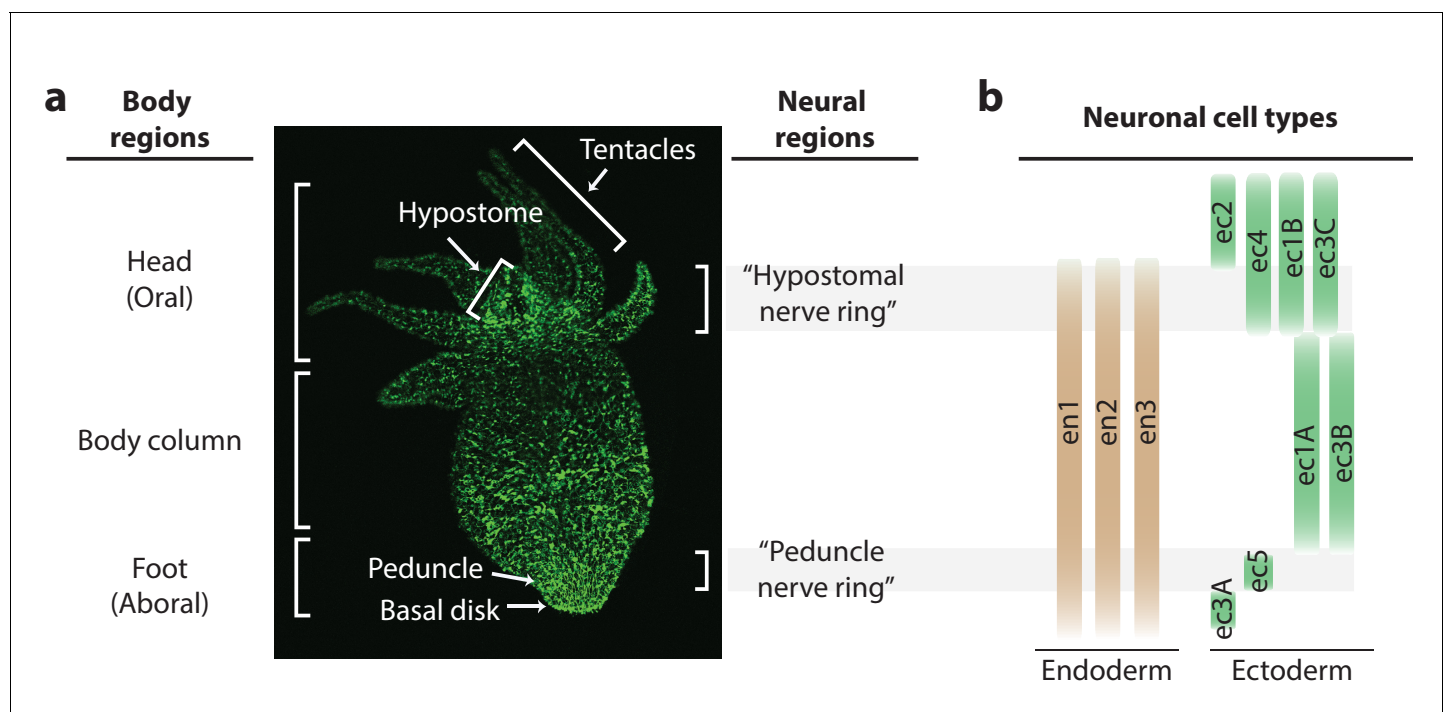 a
Body
regions
Neural
regions
b
Neuronal cell types
Tentacles
Hypostome
Head
(Oral)
"Hypostomal
nerve ring"
Body column
Peduncle
Basal disk
Foot
(Aboral)
"Peduncle
nerve ring"
en1
en2
en3
ec2
ec4
ec1B
ec3C
ec1A
ec3B
ec5
ec3A
Endoderm
Ectoderm